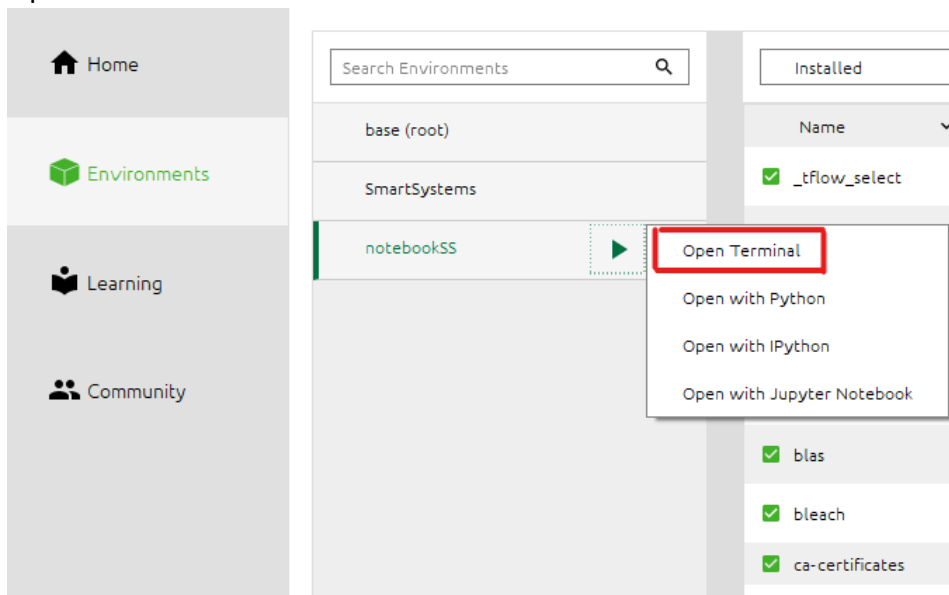 Home
Environments
Learning
Community
Search Environments
base (root)
SmartSystems
notebookSS
Open Terminal
Open with Python
Open with IPython
Open with Jupyter Notebook
Installed
Name
_tflow_select
blas
bleach
ca-certificates